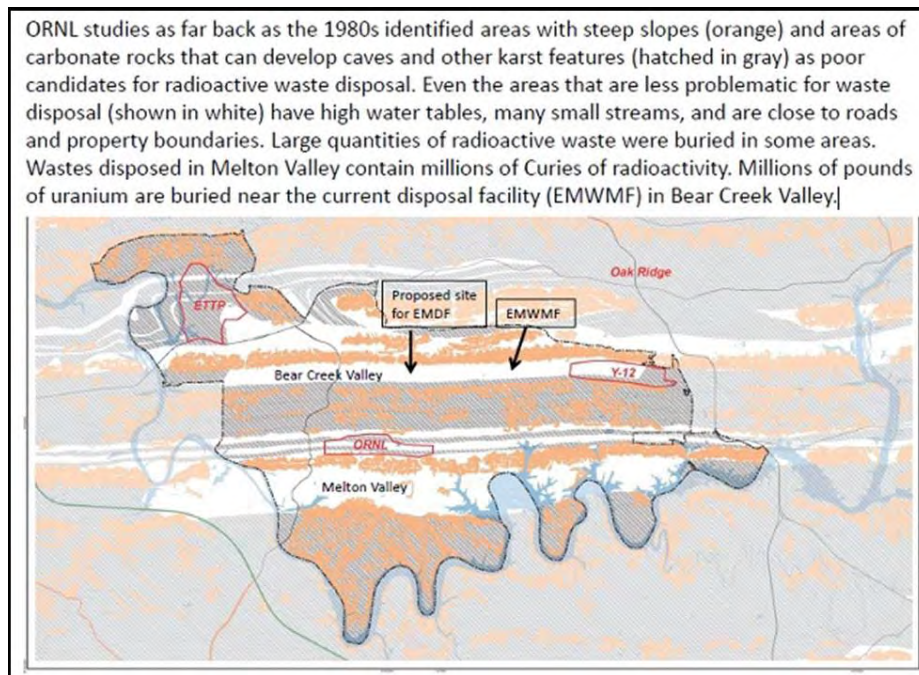 ORNL studies as far back as the 1980s identified areas with steep slopes (orange) and areas of
carbonate rocks that can develop caves and other karst features (hatched in gray) as poor
candidates for radioactive waste disposal. Even the areas that are less problematic for waste
disposal (shown in white) have high water tables, many small streams, and are close to roads
and property boundaries. Large quantities of radioactive waste were buried in some areas.
Wastes disposed in Melton Valley contain millions of Curies of radioactivity. Millions of pounds
of uranium are buried near the current disposal facility (EMWMF) in Bear Creek Valley.
Oak Ridge
ETTP
Proposed site
for EMDF
EMWMF
Bear Creek Valley
Y-12
ORNL
Melton Valley